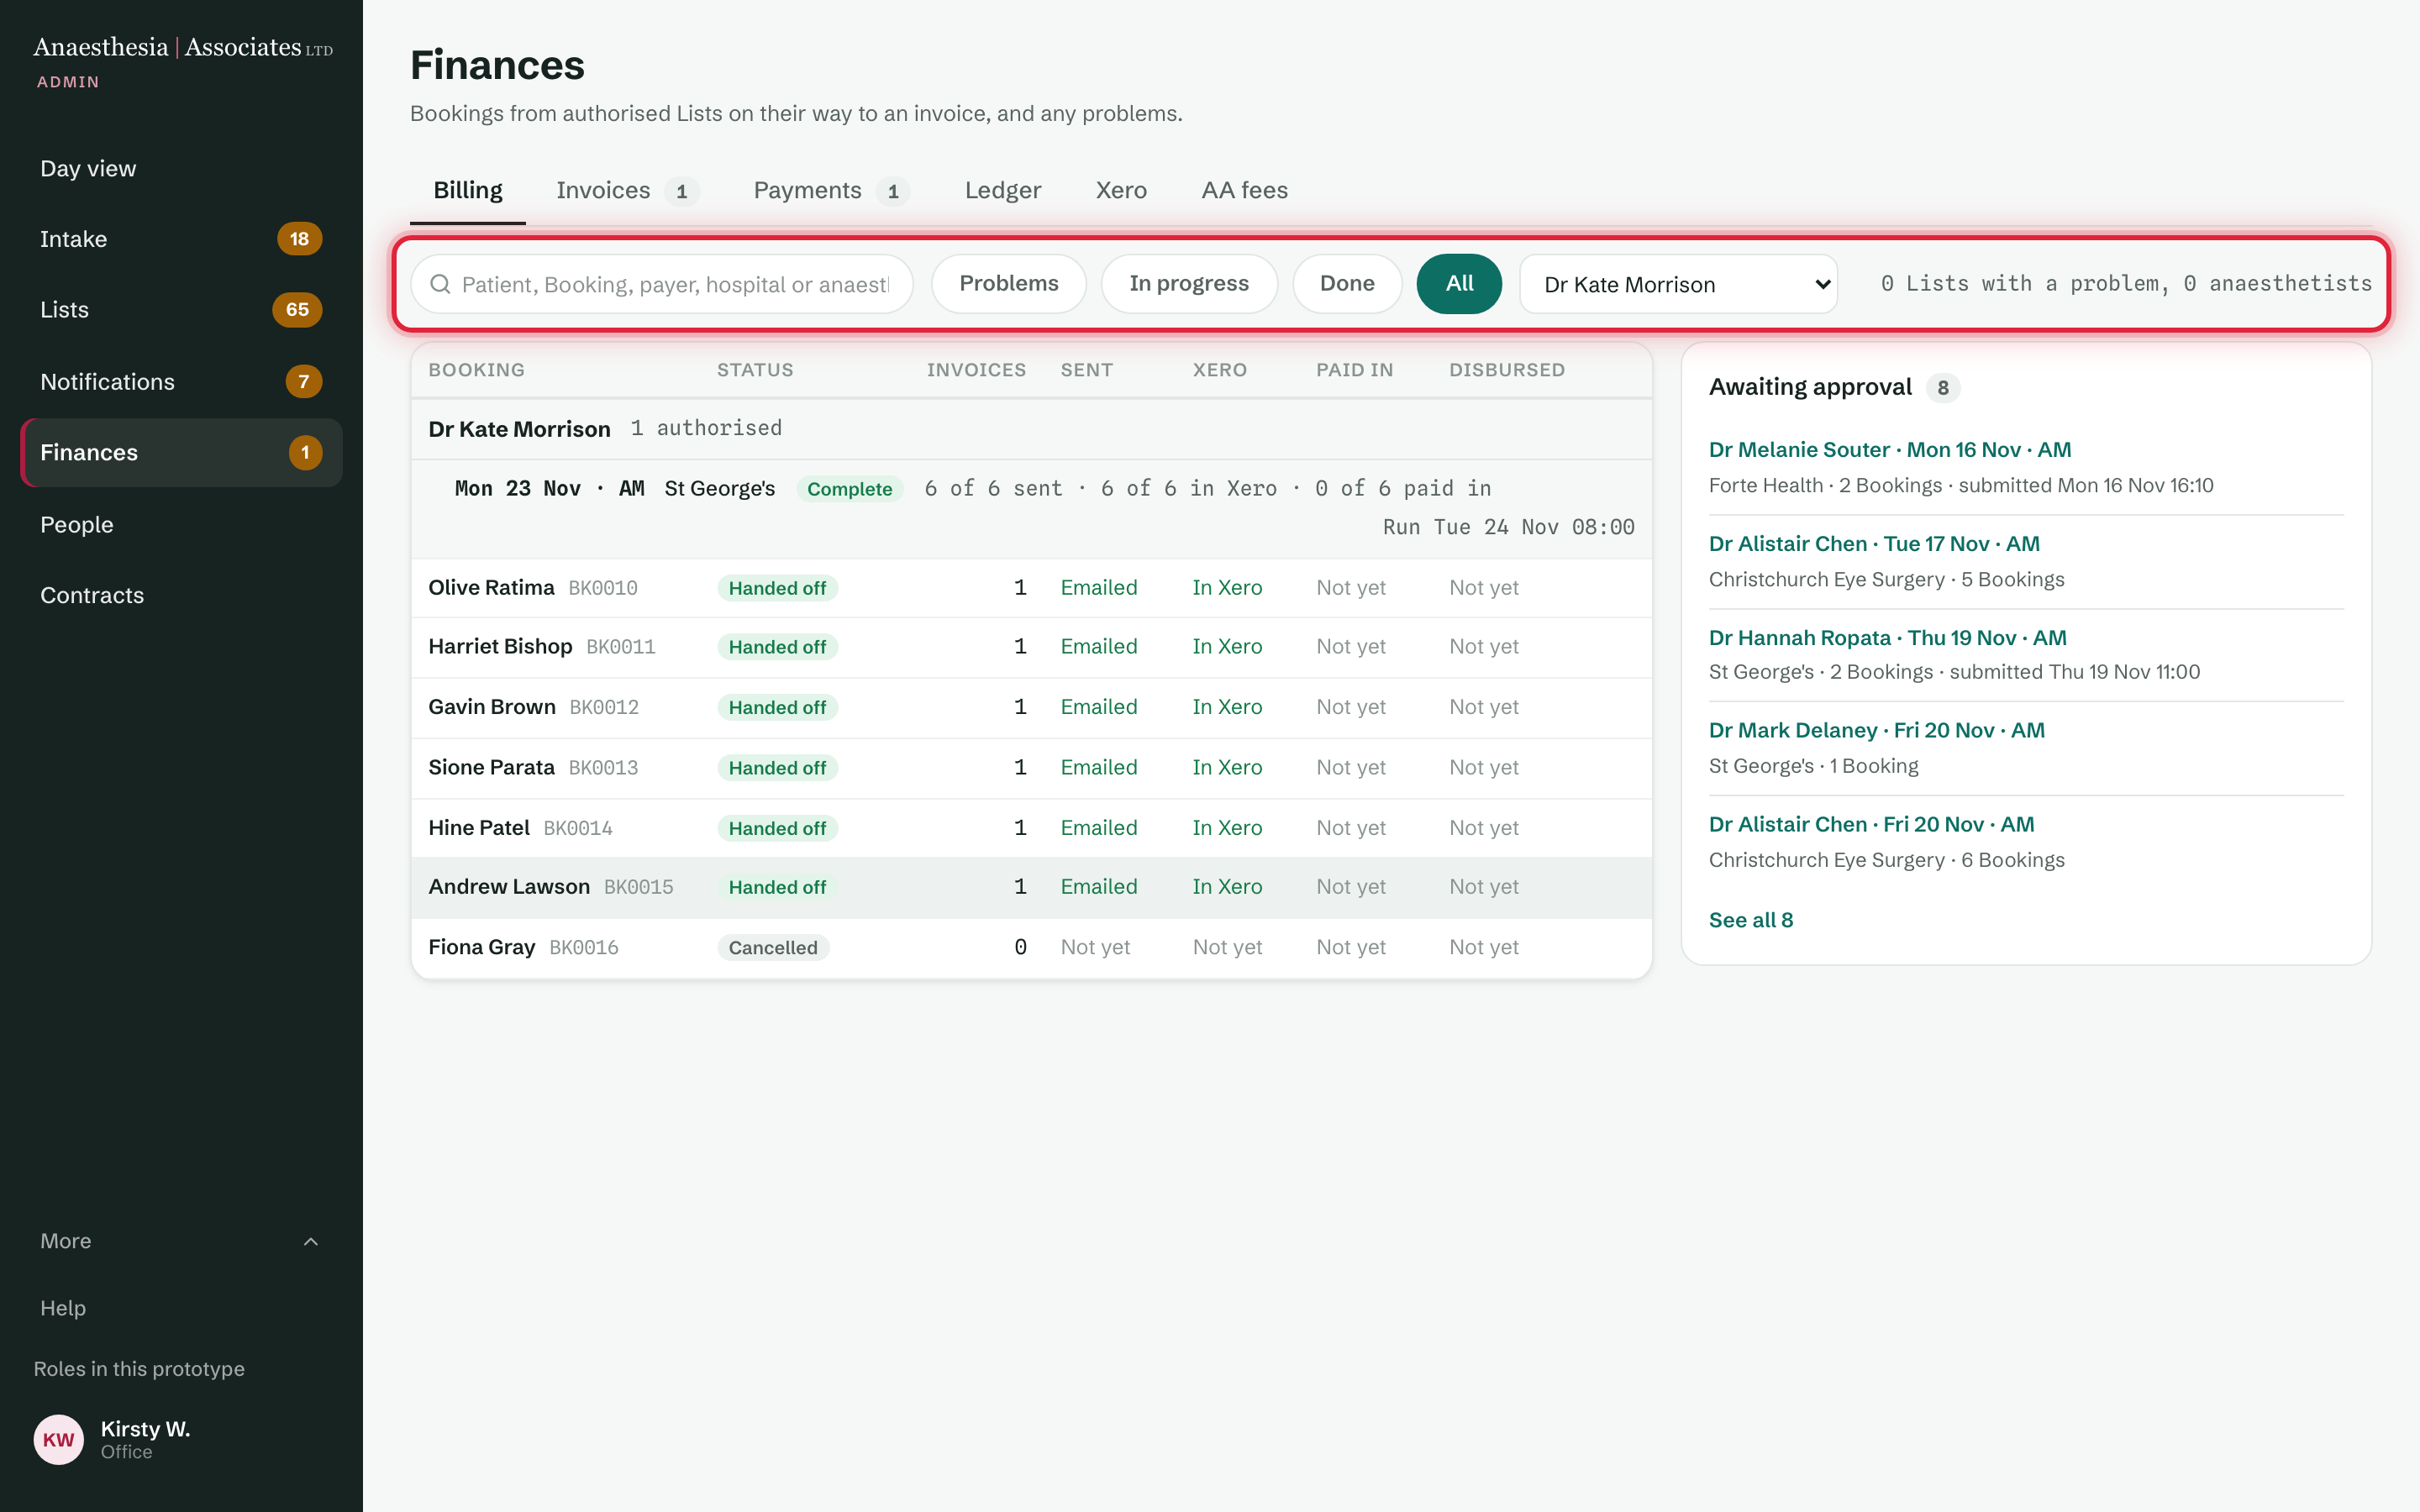 Anaesthesia | Associates LTD
ADMIN
Day view
Intake 18
Lists 65
Notifications 7
Finances 1
People
Contracts
More
Help
Roles in this prototype
KW
Kirsty W.
Office
Finances
Bookings from authorised Lists on their way to an invoice, and any problems.
Billing Invoices 1 Payments 1 Ledger Xero AA fees
Patient, Booking, payer, hospital or anaest Problems In progress Done All Dr Kate Morrison 0 Lists with a problem, 0 anaesthetists
BOOKING STATUS INVOICES SENT XERO PAID IN DISBURSED
Dr Kate Morrison 1 authorised
Mon 23 Nov · AM St George's Complete 6 of 6 sent · 6 of 6 in Xero · 0 of 6 paid in
Run Tue 24 Nov 08:00
Olive Ratima BK0010 Handed off 1 Emailed In Xero Not yet Not yet
Harriet Bishop BK0011 Handed off 1 Emailed In Xero Not yet Not yet
Gavin Brown BK0012 Handed off 1 Emailed In Xero Not yet Not yet
Sione Parata BK0013 Handed off 1 Emailed In Xero Not yet Not yet
Hine Patel BK0014 Handed off 1 Emailed In Xero Not yet Not yet
Andrew Lawson BK0015 Handed off 1 Emailed In Xero Not yet Not yet
Fiona Gray BK0016 Cancelled 0 Not yet Not yet Not yet Not yet
Awaiting approval 8
Dr Melanie Souter · Mon 16 Nov · AM
Forte Health · 2 Bookings · submitted Mon 16 Nov 16:10
Dr Alistair Chen · Tue 17 Nov · AM
Christchurch Eye Surgery · 5 Bookings
Dr Hannah Ropata · Thu 19 Nov · AM
St George's · 2 Bookings · submitted Thu 19 Nov 11:00
Dr Mark Delaney · Fri 20 Nov · AM
St George's · 1 Booking
Dr Alistair Chen · Fri 20 Nov · AM
Christchurch Eye Surgery · 6 Bookings
See all 8